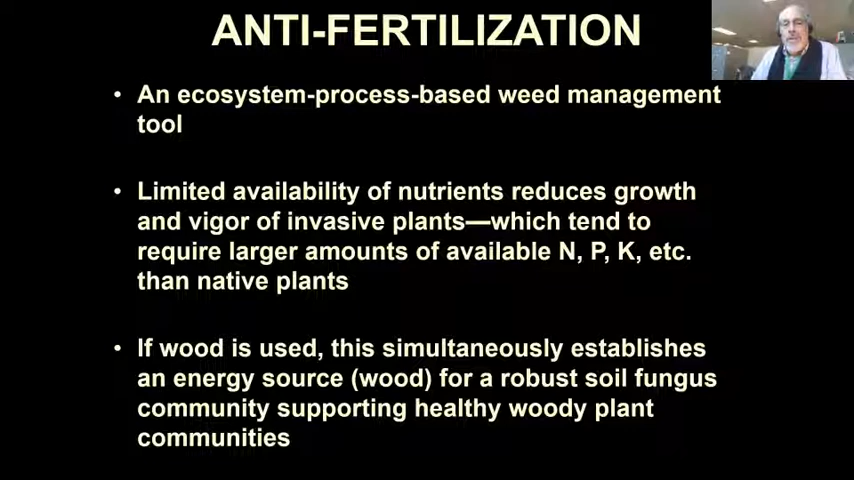 ANTI-FERTILIZATION
• An ecosystem-process-based weed management
tool
• Limited availability of nutrients reduces growth
and vigor of invasive plants—which tend to
require larger amounts of available N, P, K, etc.
than native plants
• If wood is used, this simultaneously establishes
an energy source (wood) for a robust soil fungus
community supporting healthy woody plant
communities